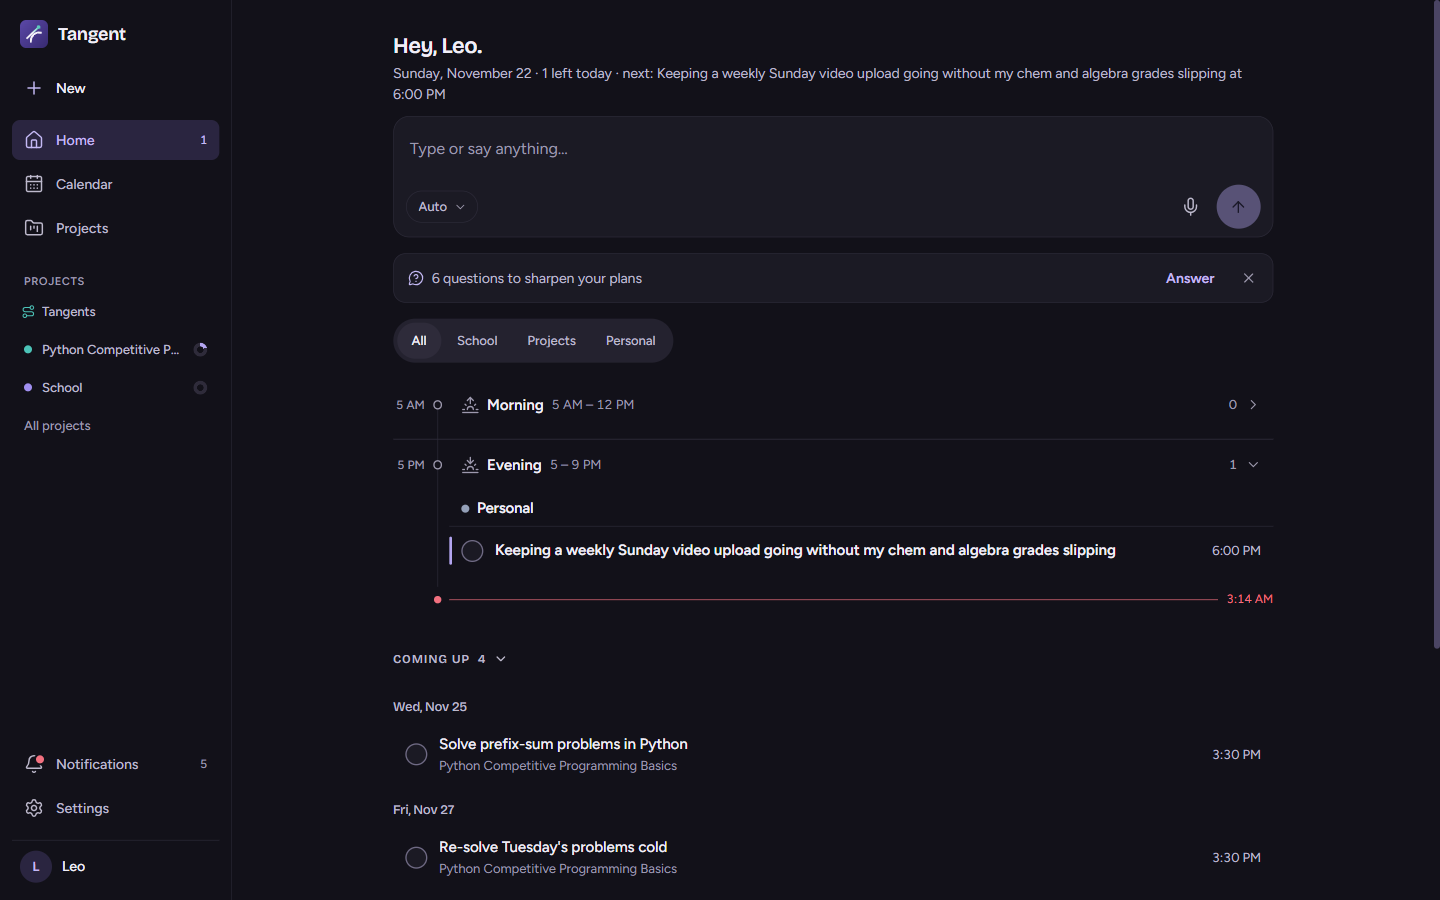 Tangent
New
Home 1
Calendar
Projects
PROJECTS
Tangents
Python Competitive P...
School
All projects
Notifications 5
Settings
L Leo
Hey, Leo.
Sunday, November 22 · 1 left today · next: Keeping a weekly Sunday video upload going without my chem and algebra grades slipping at
6:00 PM
Type or say anything...
Auto
6 questions to sharpen your plans Answer
All School Projects Personal
5 AM Morning 5 AM – 12 PM 0
5 PM Evening 5 – 9 PM 1
Personal
Keeping a weekly Sunday video upload going without my chem and algebra grades slipping 6:00 PM
3:14 AM
COMING UP 4
Wed, Nov 25
Solve prefix-sum problems in Python
Python Competitive Programming Basics
3:30 PM
Fri, Nov 27
Re-solve Tuesday's problems cold
Python Competitive Programming Basics
3:30 PM